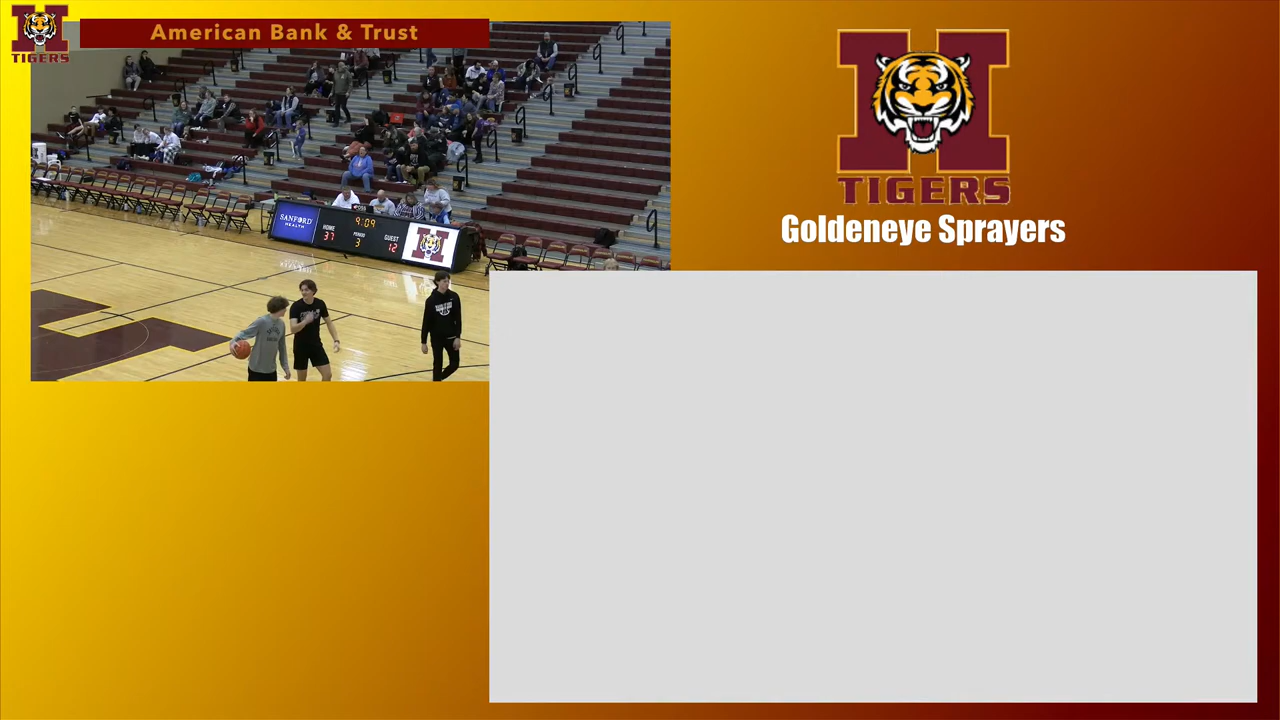 TIGERS
American Bank & Trust
TIGERS
Goldeneye Sprayers
SANFORD
HEALTH
9:09
HOME
PERIOD
GUEST
37
3
12